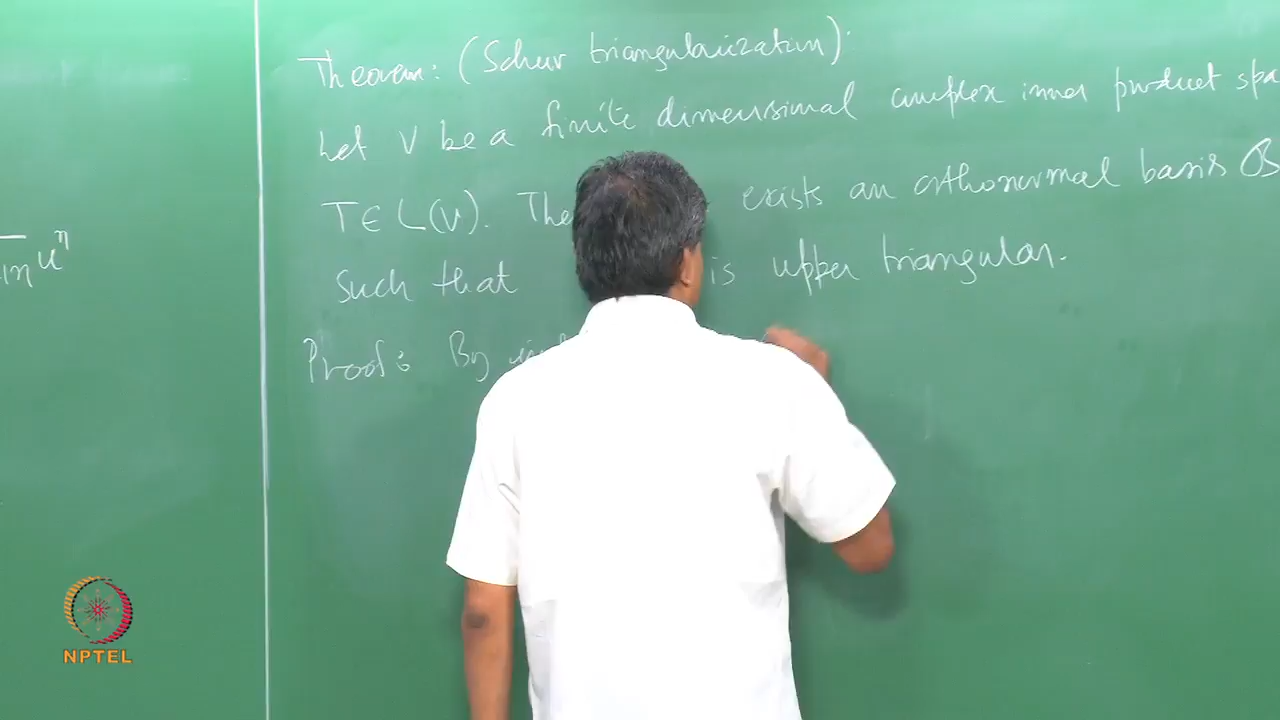 Theorem: (Schur triangularization).
Let V be a finite dimensional complex inner product spa
T ∈ L(V). The exists an orthonormal basis B
such that is upper triangular.
Proof: By
NPTEL